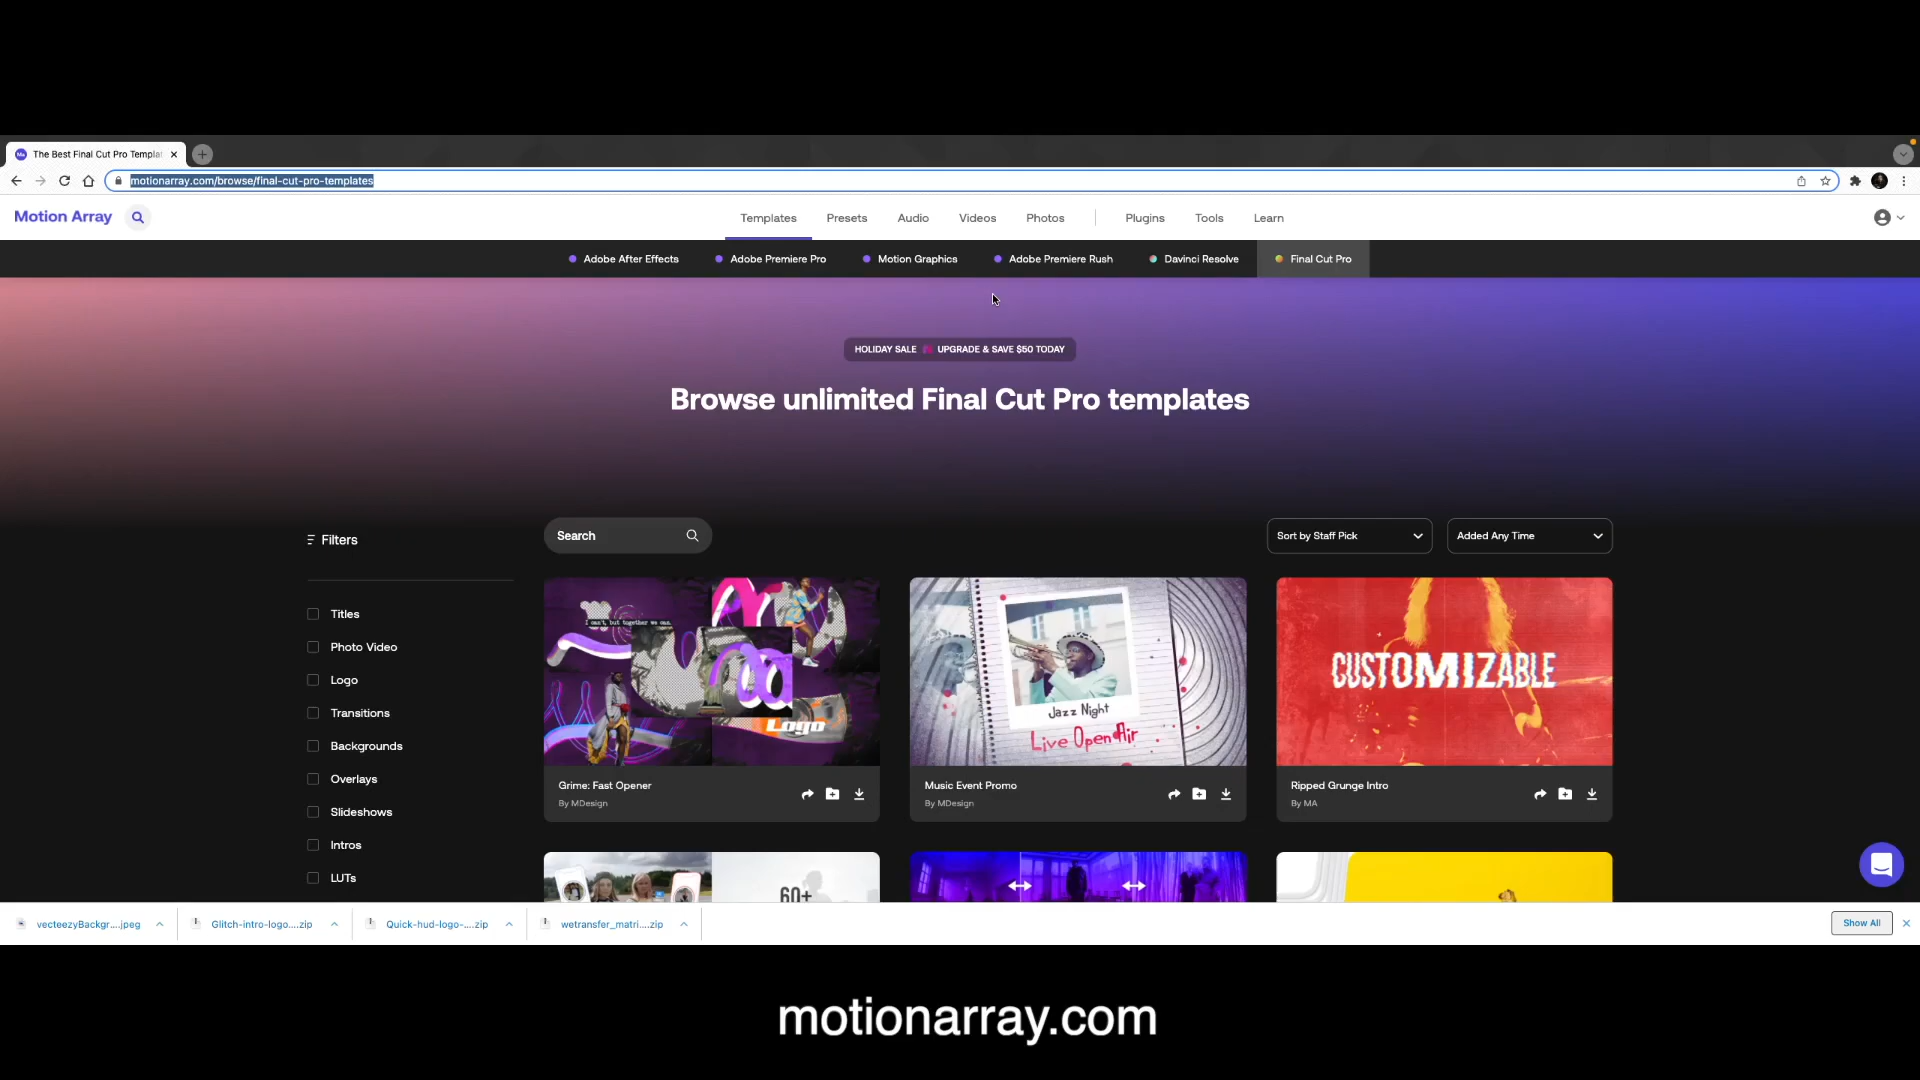 The Best Final Cut Pro Templat
motionarray.com/browse/final-cut-pro-templates
Motion Array
Templates Presets Audio Videos Photos Plugins Tools Learn
Adobe After Effects Adobe Premiere Pro Motion Graphics Adobe Premiere Rush Davinci Resolve Final Cut Pro
HOLIDAY SALE UPGRADE & SAVE $50 TODAY
Browse unlimited Final Cut Pro templates
Filters
Search
Sort by Staff Pick
Added Any Time
Titles
Photo Video
Logo
Transitions
Backgrounds
Overlays
Slideshows
Intros
LUTs
I can't, but together we can.
Logo
Grime: Fast Opener
By MDesign
Jazz Night
Live Open Air
Music Event Promo
By MDesign
CUSTOMIZABLE
Ripped Grunge Intro
By MA
60+
vecteezyBackgr....jpeg
Glitch-intro-logo....zip
Quick-hud-logo-....zip
wetransfer_matri....zip
Show All
motionarray.com